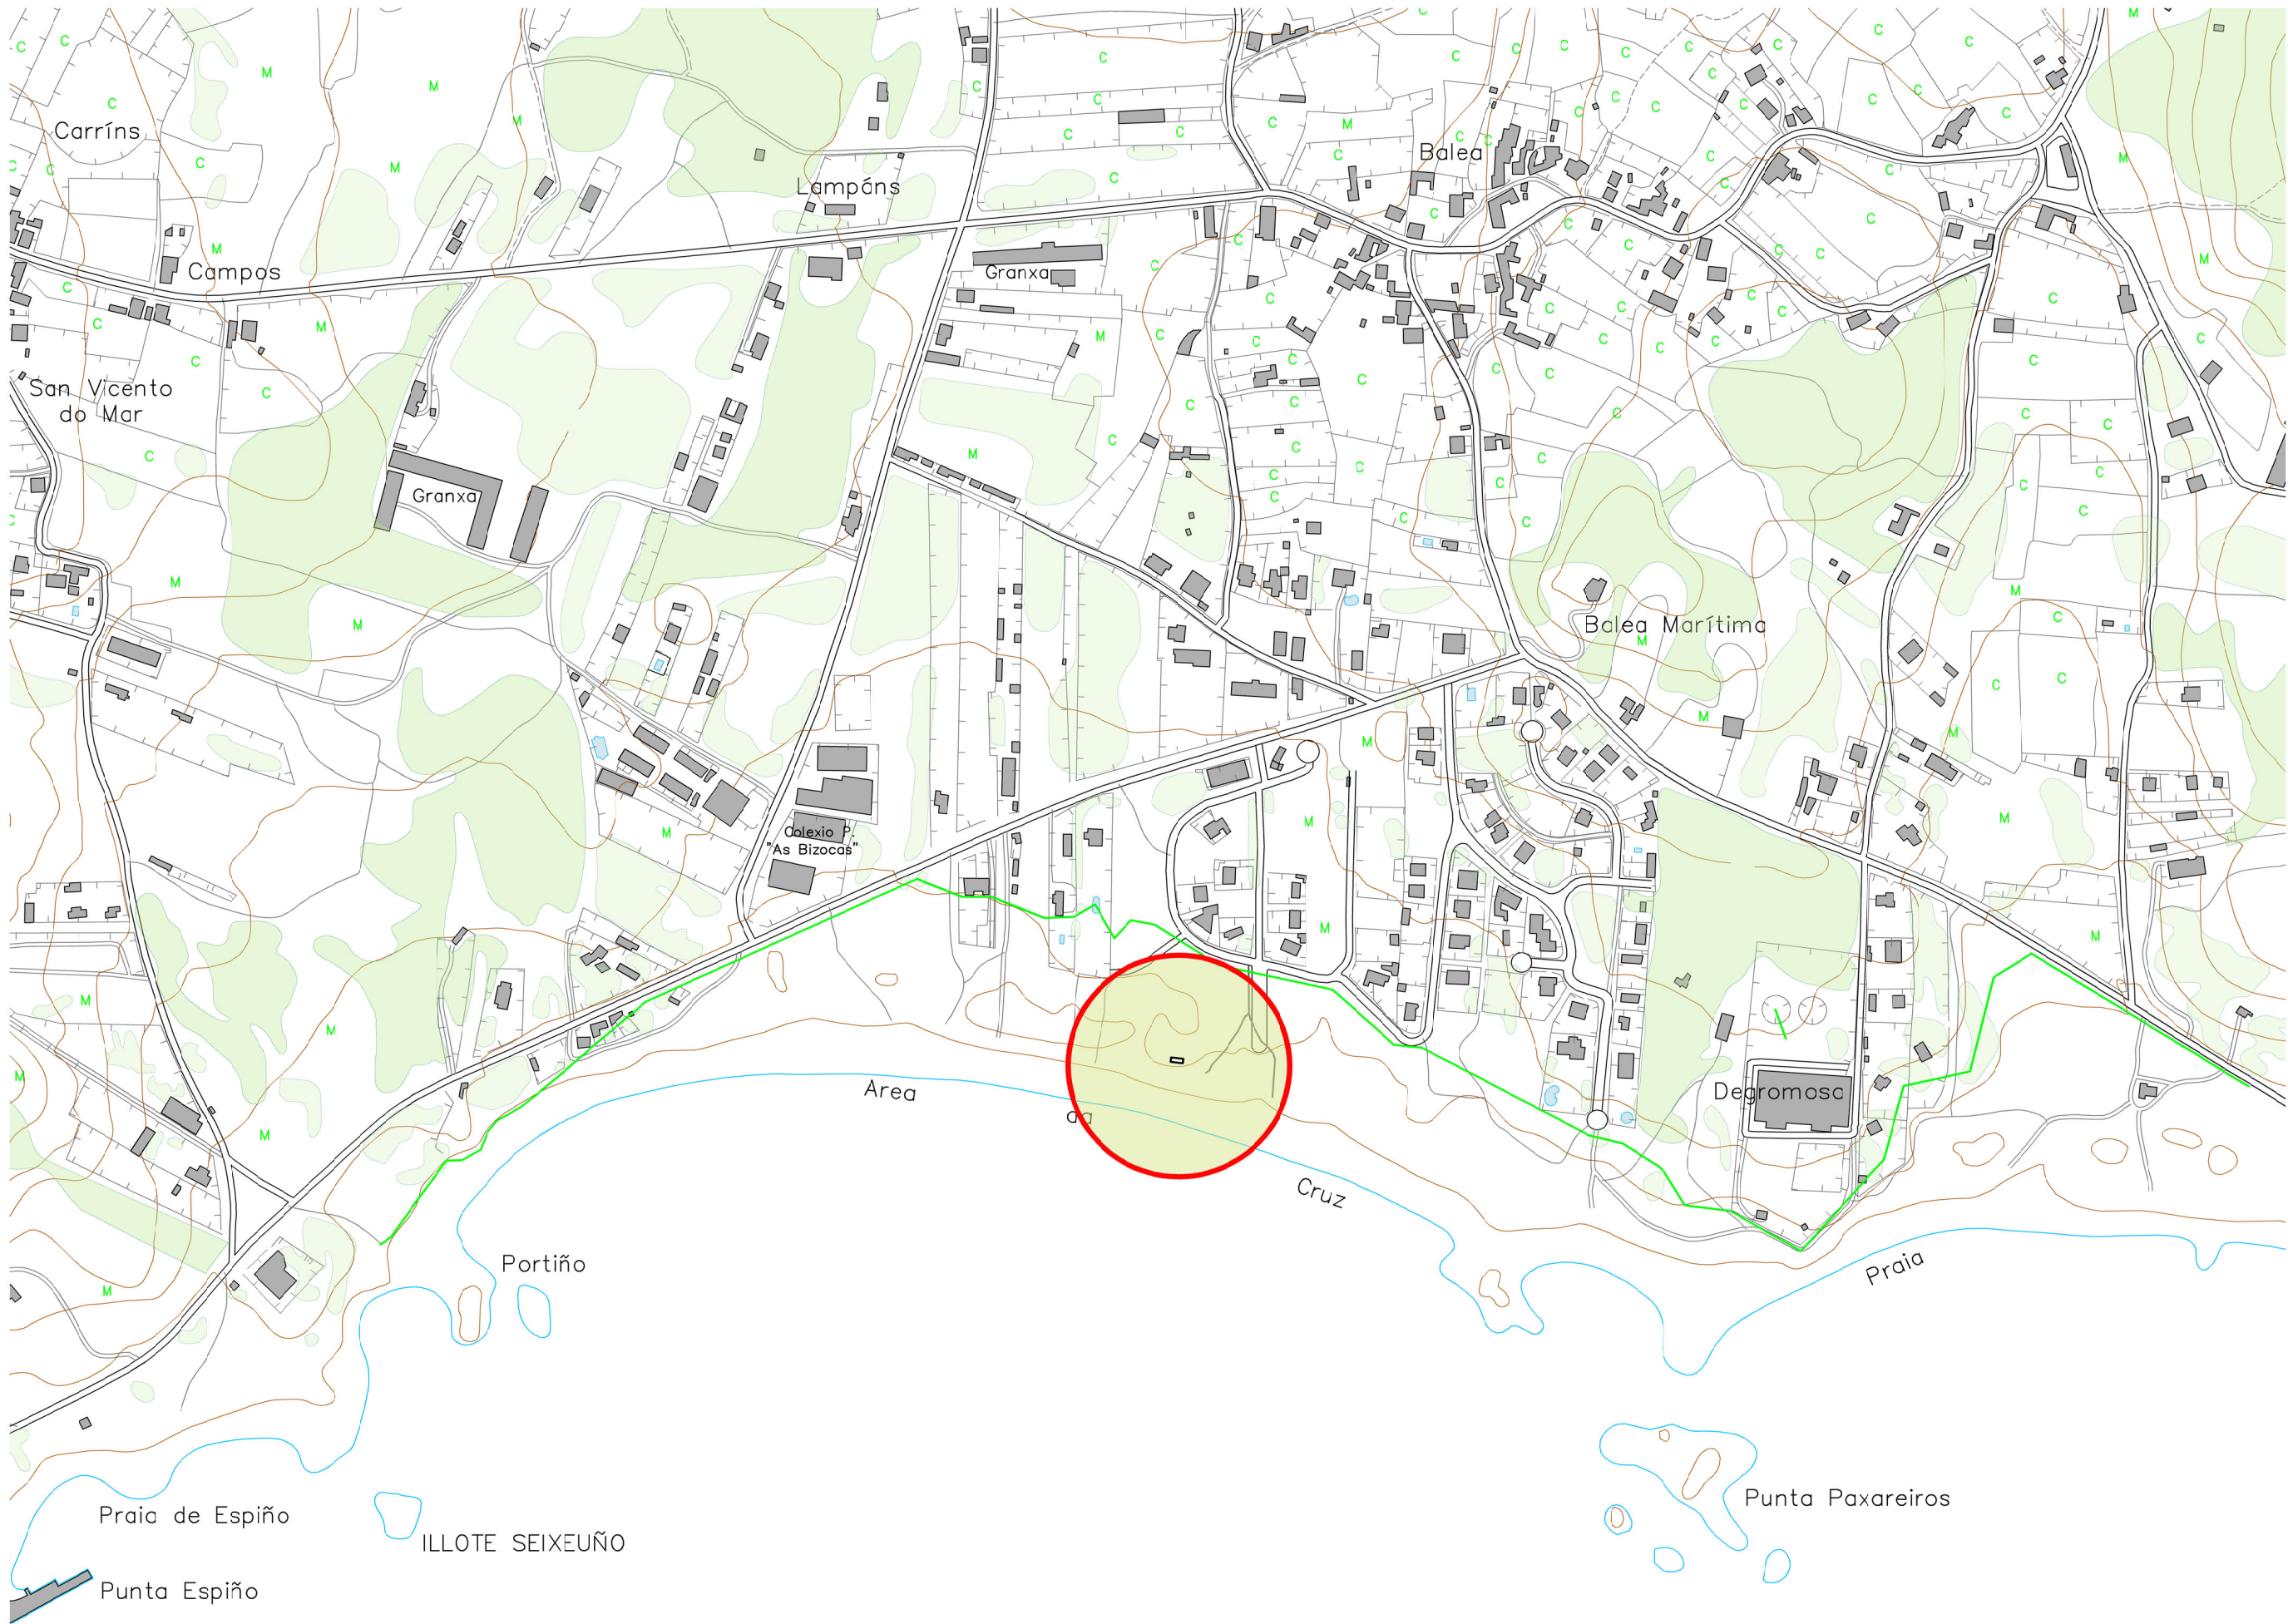 Carríns
Balea
Lampáns
Campos
Granxa
San Vicento
do Mar
Granxa
Balea Marítima
Colexio P.
"As Bizocas"
Area
da
Degromosa
Cruz
Portiño
Praia
Punta Paxareiros
Praia de Espiño
ILLOTE SEIXEUÑO
Punta Espiño